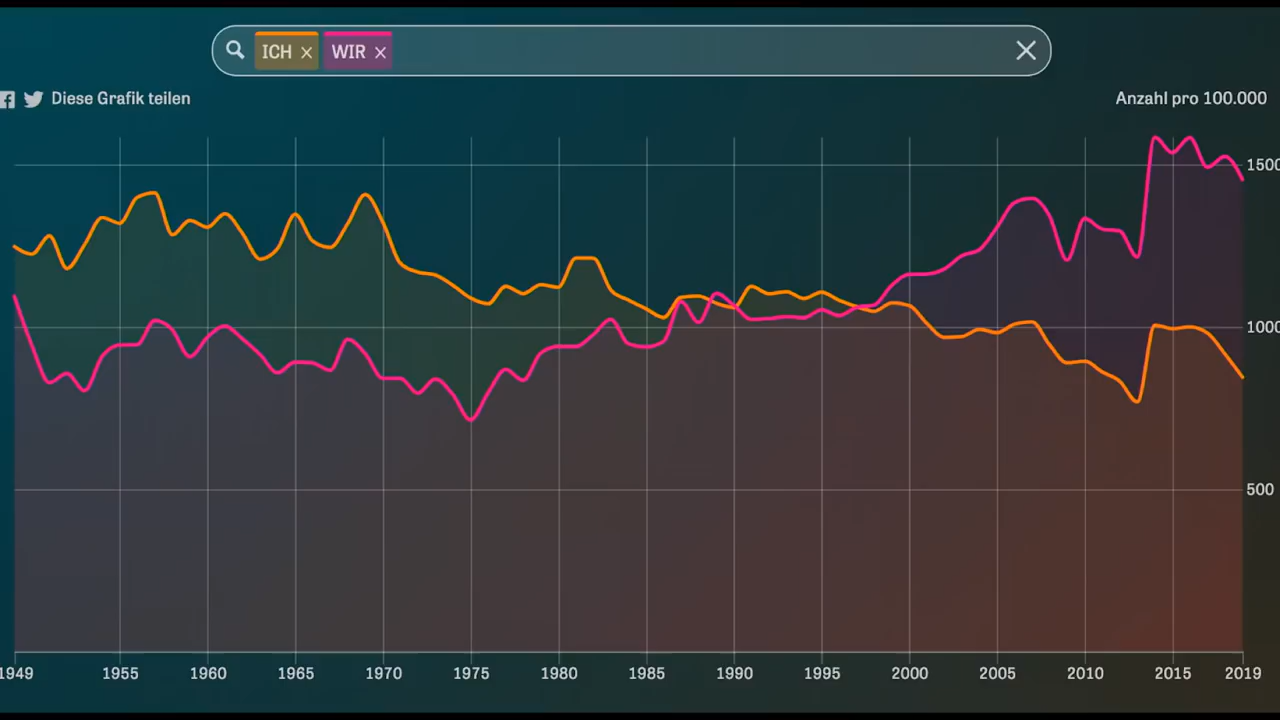 ICH × WIR ×
Diese Grafik teilen
Anzahl pro 100.000
1500
1000
500
1949 1955 1960 1965 1970 1975 1980 1985 1990 1995 2000 2005 2010 2015 2019